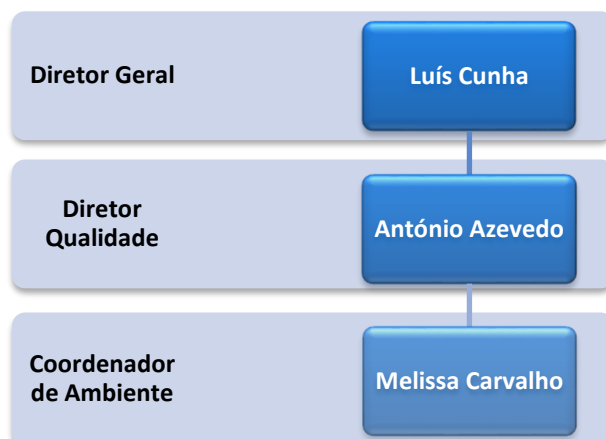 Diretor Geral
Luís Cunha
Diretor
Qualidade
António Azevedo
Coordenador
de Ambiente
Melissa Carvalho